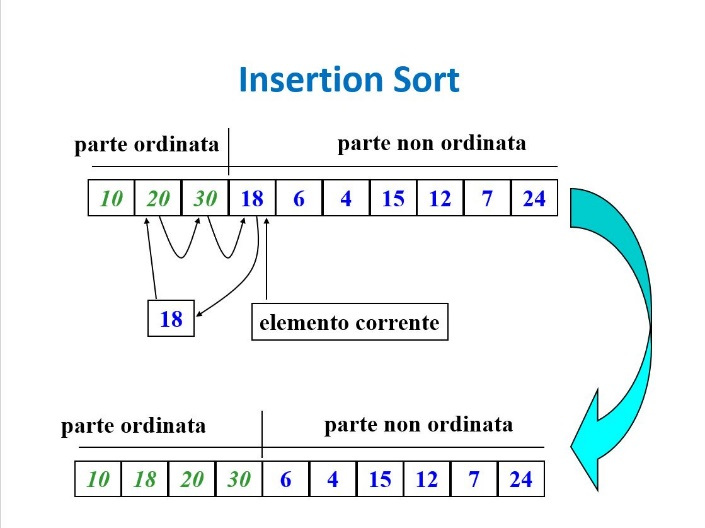 Insertion Sort
parte ordinata parte non ordinata
10 20 30 18 6 4 15 12 7 24
18 elemento corrente
parte ordinata parte non ordinata
10 18 20 30 6 4 15 12 7 24